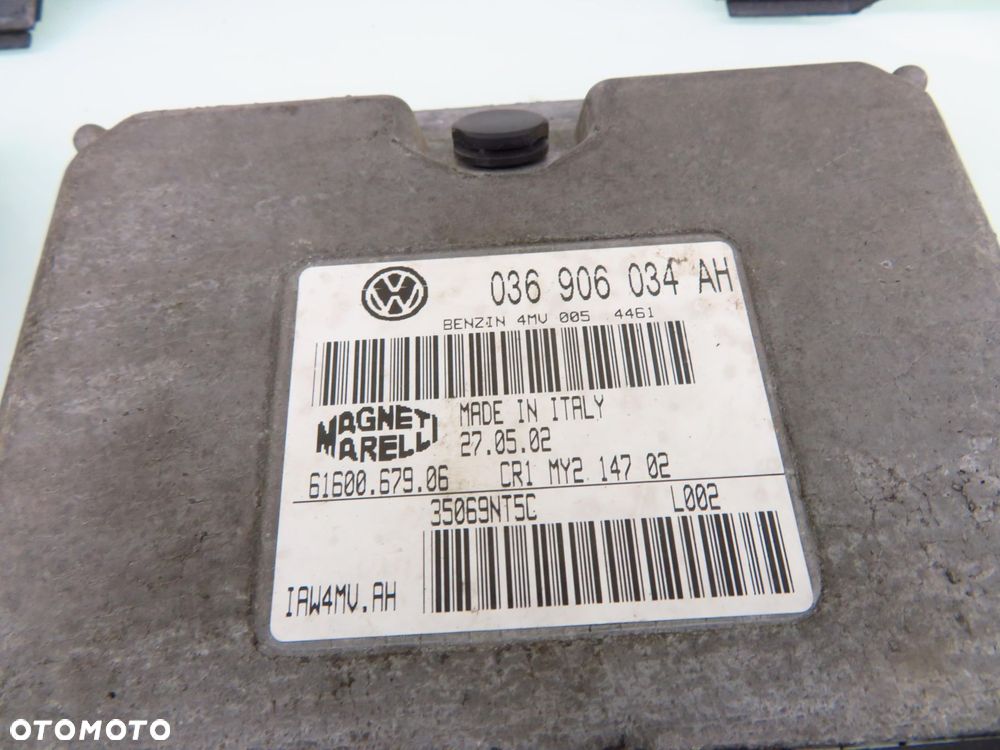 VW
036 906 034 AH
BENZIN 4MV 005 4461
MAGNETI MARELLI
MADE IN ITALY
27.05.02
61600.679.06 CR1 MY2 147 02
35069NT5C L002
IAW4MV.AH
OTOMOTO